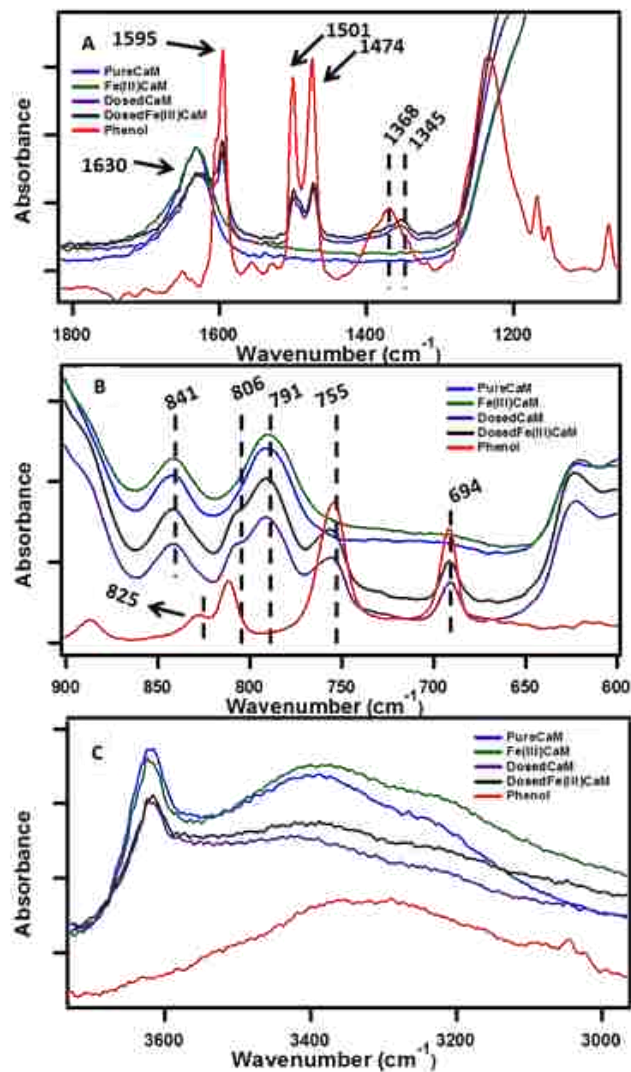 A
1595
1501
1474
1368
1345
1630
PureCaM
Fe(III)CaM
DosedCaM
DosedFe(III)CaM
Phenol
Absorbance
1800
1600
1400
1200
Wavenumber (cm-1)
B
841
806
791
755
694
825
PureCaM
Fe(III)CaM
DosedCaM
DosedFe(III)CaM
Phenol
Absorbance
900
850
800
750
700
650
600
Wavenumber (cm-1)
C
PureCaM
Fe(III)CaM
DosedCaM
DosedFe(III)CaM
Phenol
Absorbance
3600
3400
3200
3000
Wavenumber (cm-1)